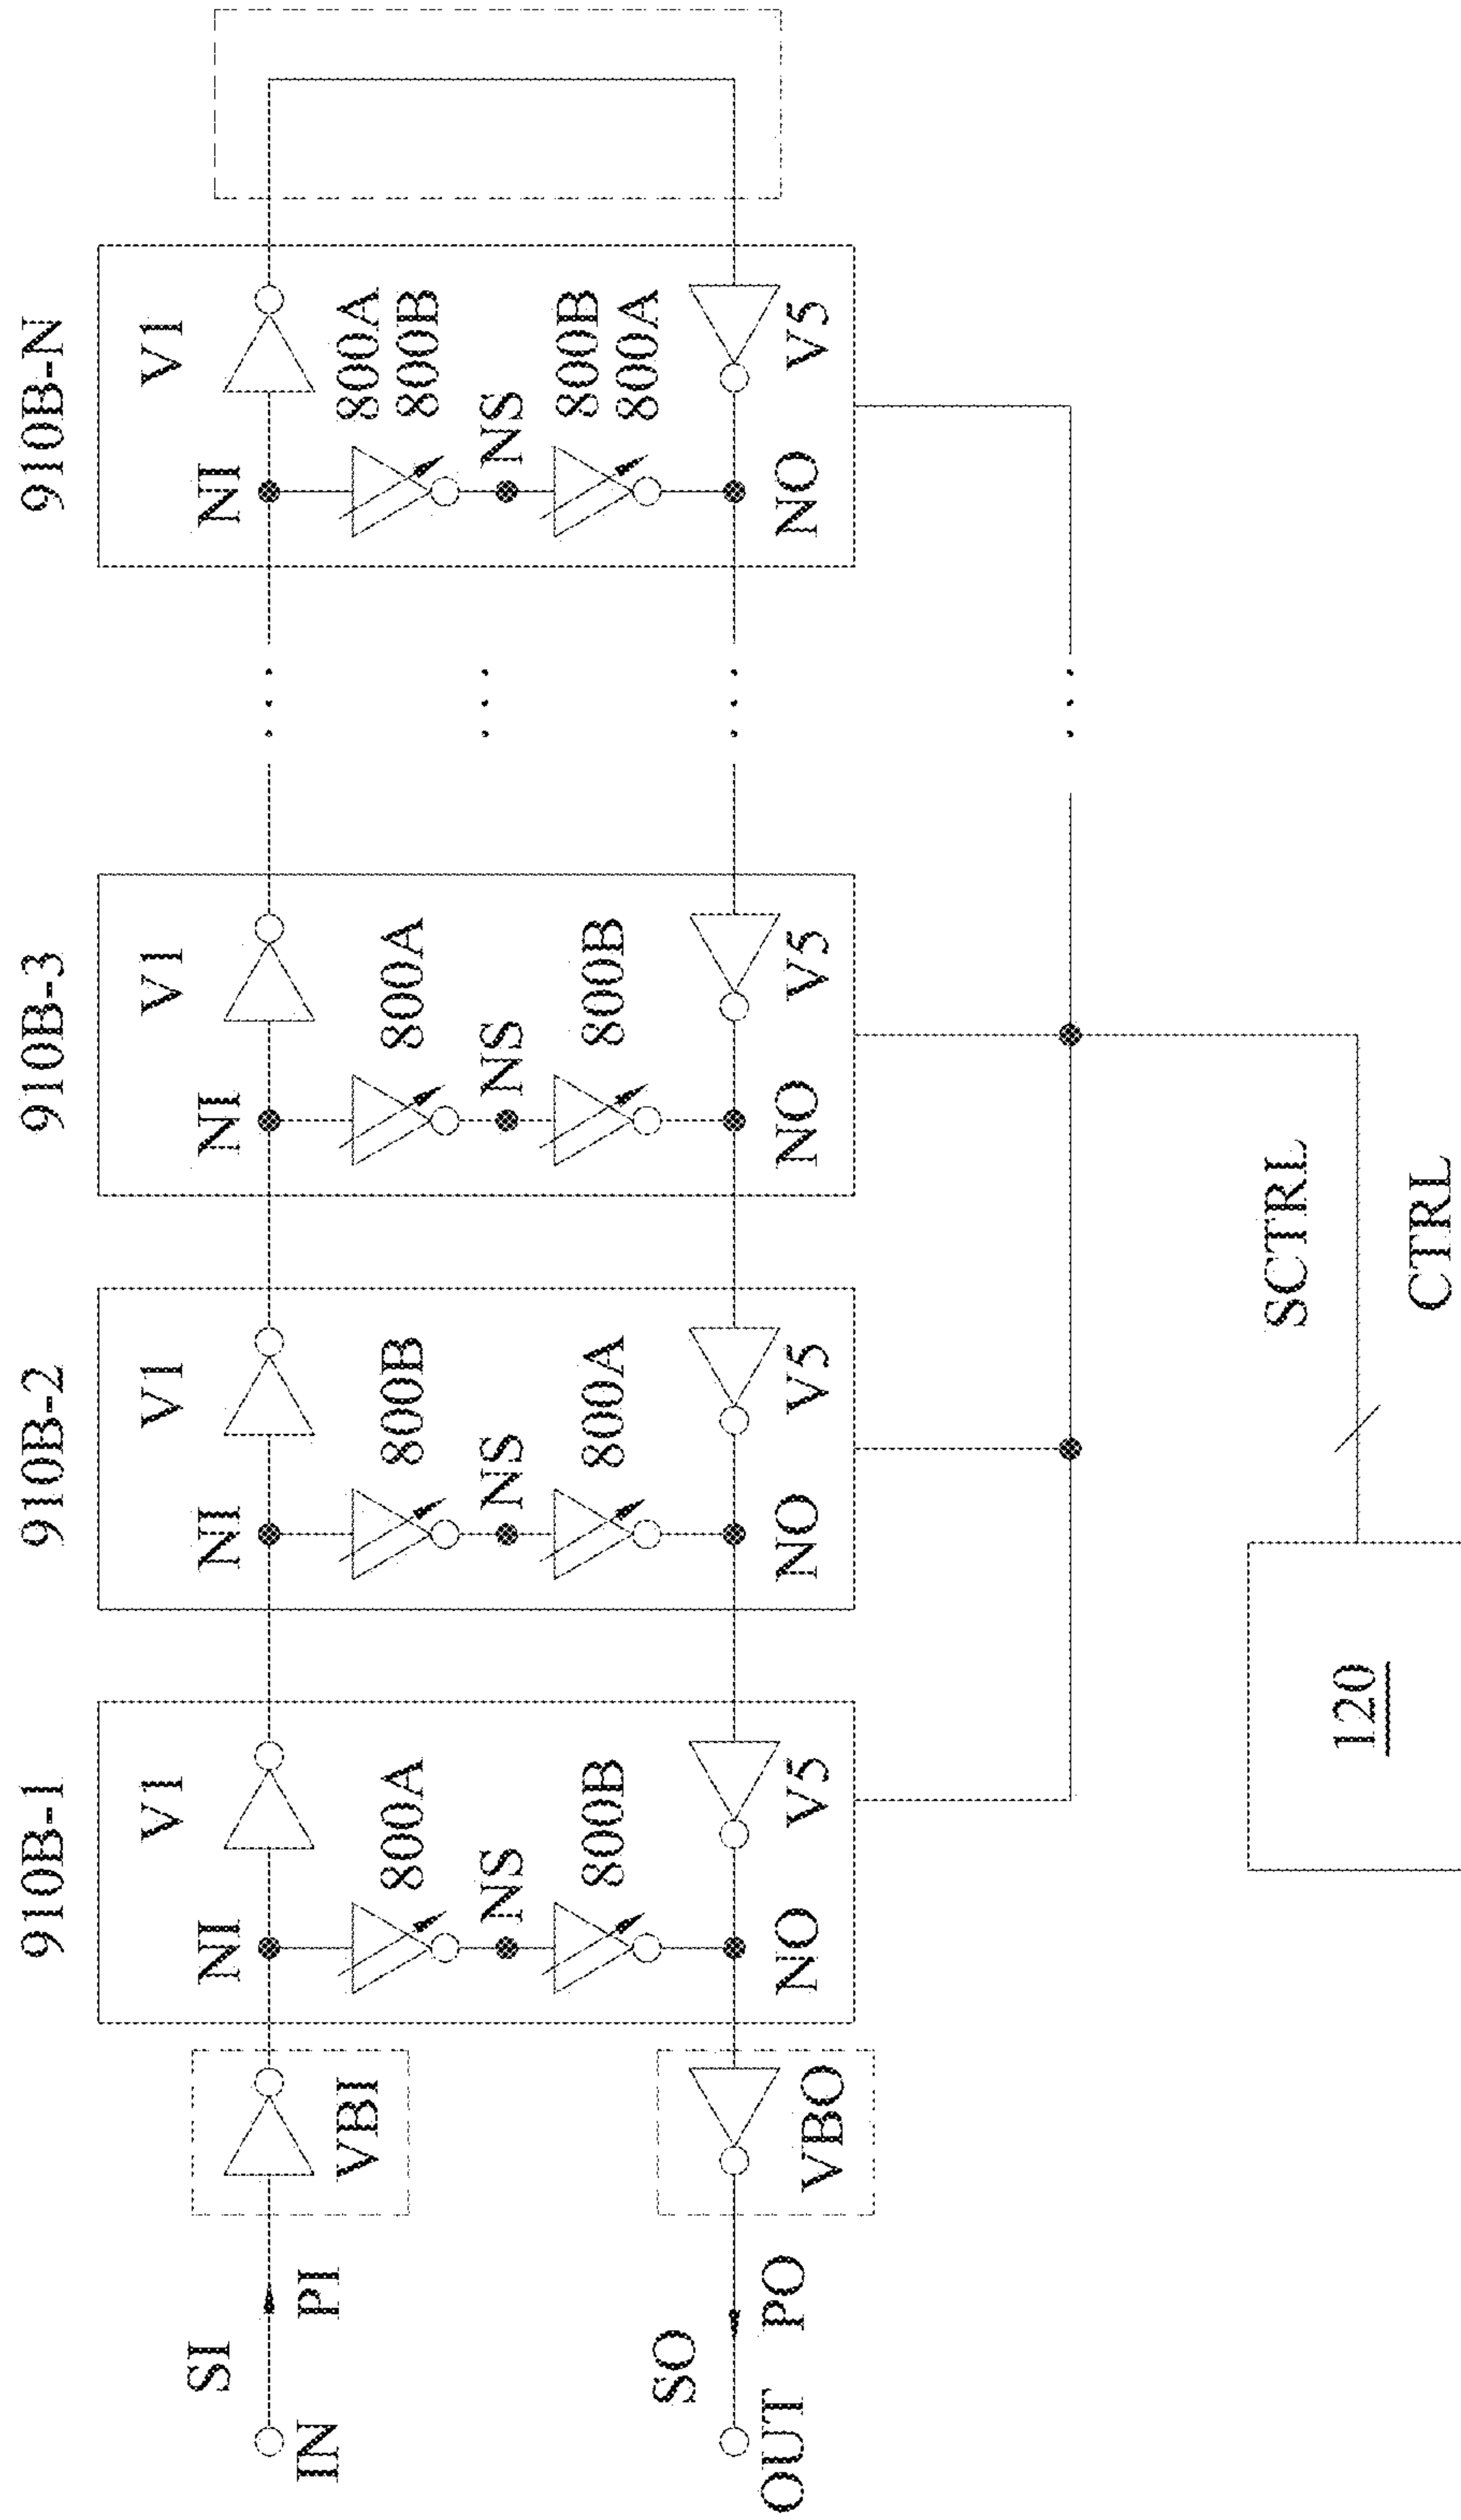 910B-1
910B-2
910B-3
910B-N
V1
V1
V1
V1
NI
NI
NI
NI
800A
800B
800A
800A
800B
NS
NS
NS
NS
800B
800A
800B
800B
800A
NO
V5
NO
V5
NO
V5
NO
V5
SI
IN
PI
VBI
SO
OUT
PO
VBO
SCTRL
CTRL
120